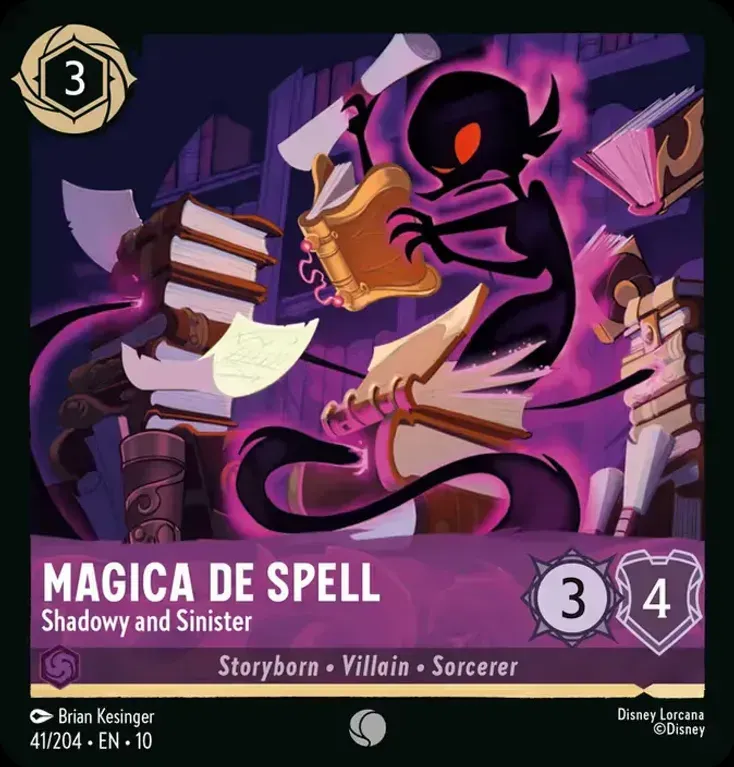 3
MAGICA DE SPELL
Shadowy and Sinister
3
4
Storyborn • Villain • Sorcerer
Brian Kesinger
41/204 • EN • 10
Disney Lorcana
©Disney